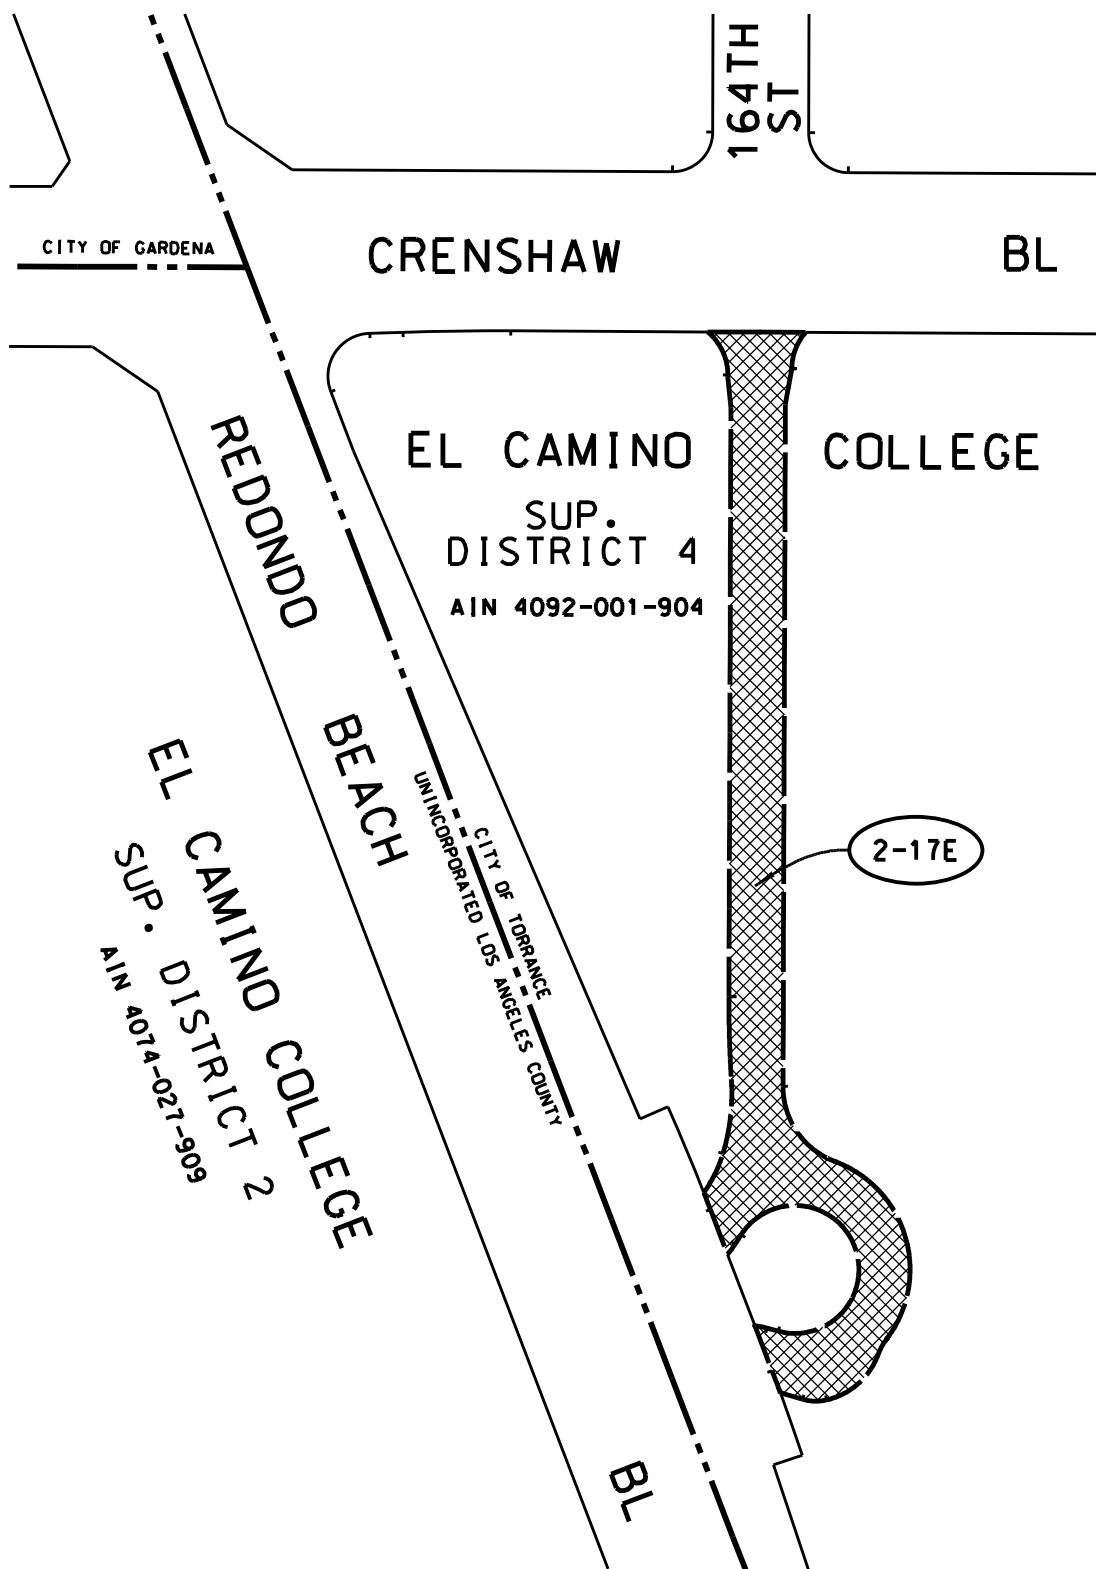 164TH
ST
CITY OF GARDENA
CRENSHAW BL
EL CAMINO COLLEGE
SUP.
DISTRICT 4
AIN 4092-001-904
REDONDO BEACH BL
2-17E
CITY OF TORRANCE
UNINCORPORATED LOS ANGELES COUNTY
EL CAMINO COLLEGE
SUP. DISTRICT 2
AIN 4074-027-909